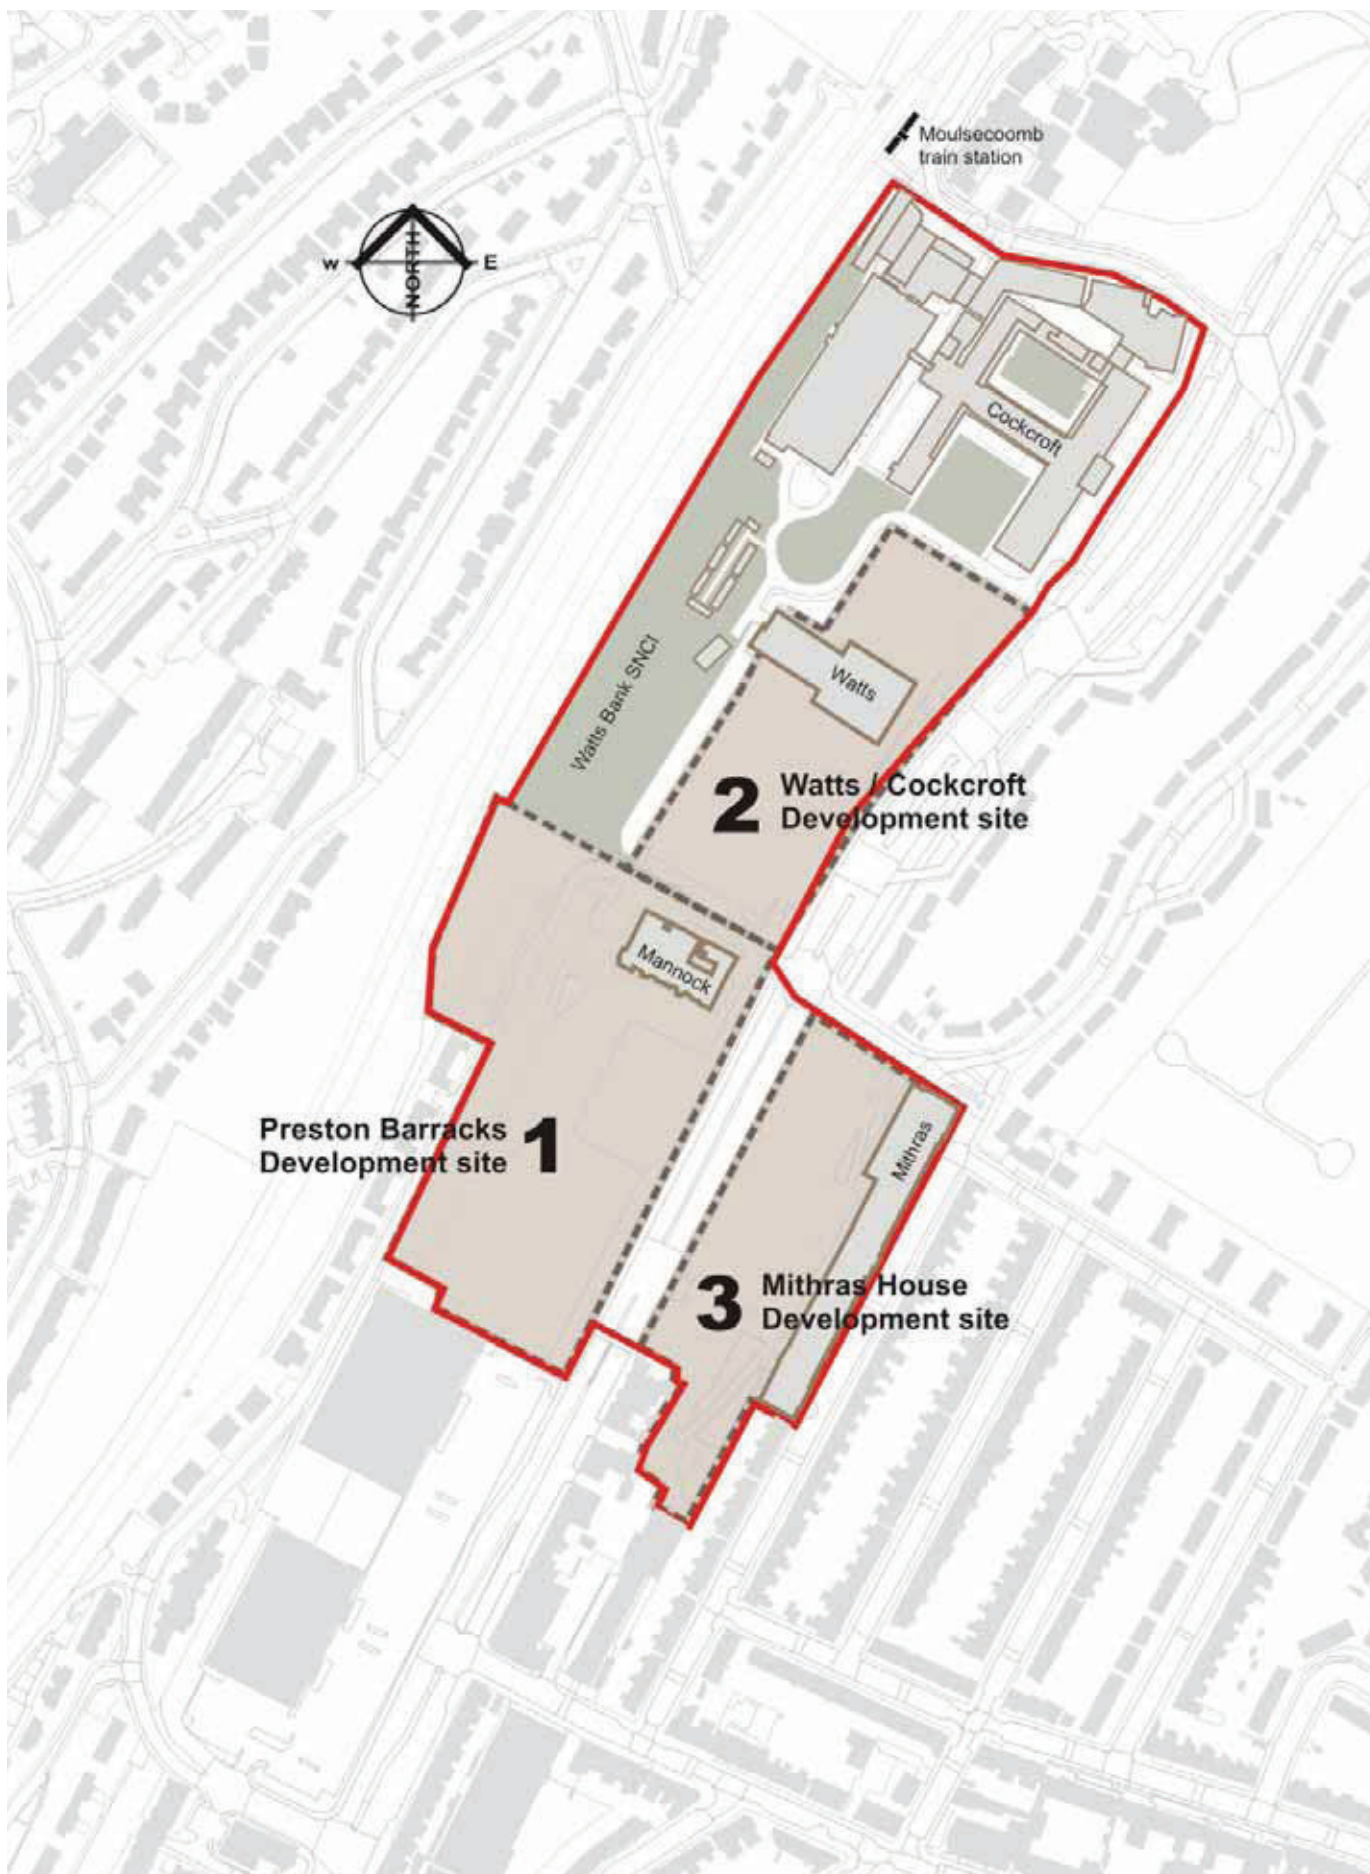 Moulsecoomb
train station
W
NORTH
E
Cockcroft
Watts Bank SNCI
Watts
2
Watts / Cockcroft
Development site
Mannock
Preston Barracks
Development site
1
Mithras
3
Mithras House
Development site